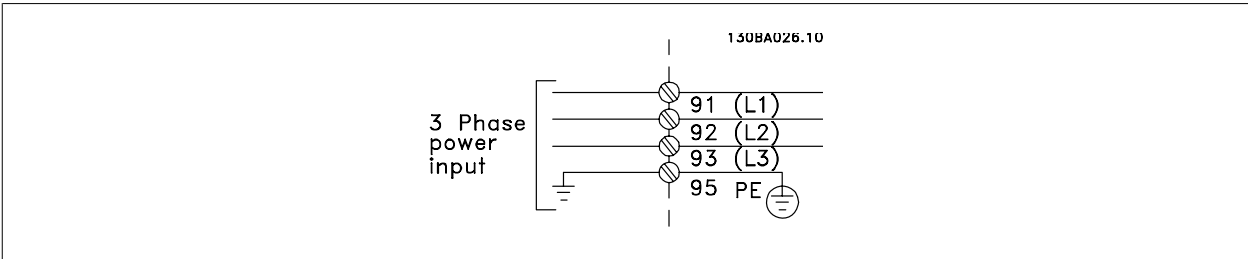 130BA026.10
3 Phase
power
input
91 (L1)
92 (L2)
93 (L3)
95 PE